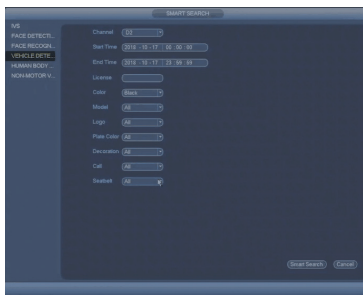 SMART SEARCH
IVS
FACE DETECTI...
FACE RECOGN...
VEHICLE DETE...
HUMAN BODY ...
NON-MOTOR V...
Channel D3
Start Time 2018 - 10 - 17 00 : 00 : 00
End Time 2018 - 10 - 17 23 : 59 : 59
License
Color Black
Model All
Logo All
Plate Color All
Decoration All
Call All
Seatbelt All
Smart Search Cancel